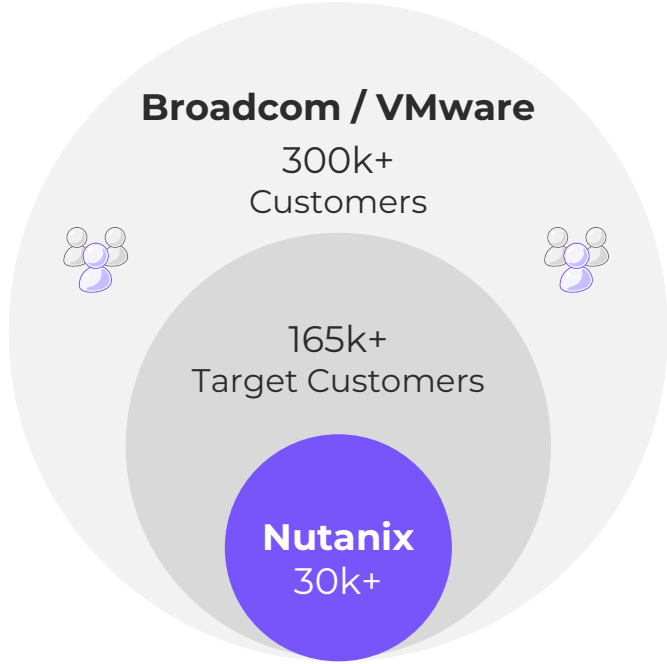 Broadcom / VMware
300k+
Customers
165k+
Target Customers
Nutanix
30k+